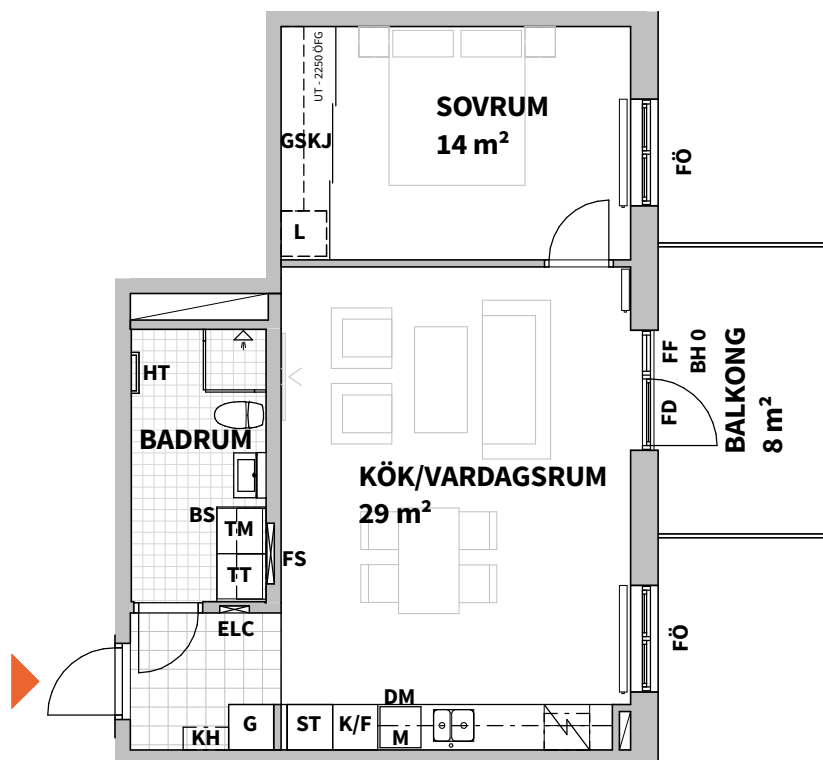 UT - 2250 ÖFG
SOVRUM
14 m²
GSKJ
FÖ
L
HT
FF
BH 0
FD
BALKONG
8 m²
BADRUM
KÖK/VARDAGSRUM
29 m²
BS
TM
FS
TT
ELC
FÖ
DM
KH
G
ST
K/F
M